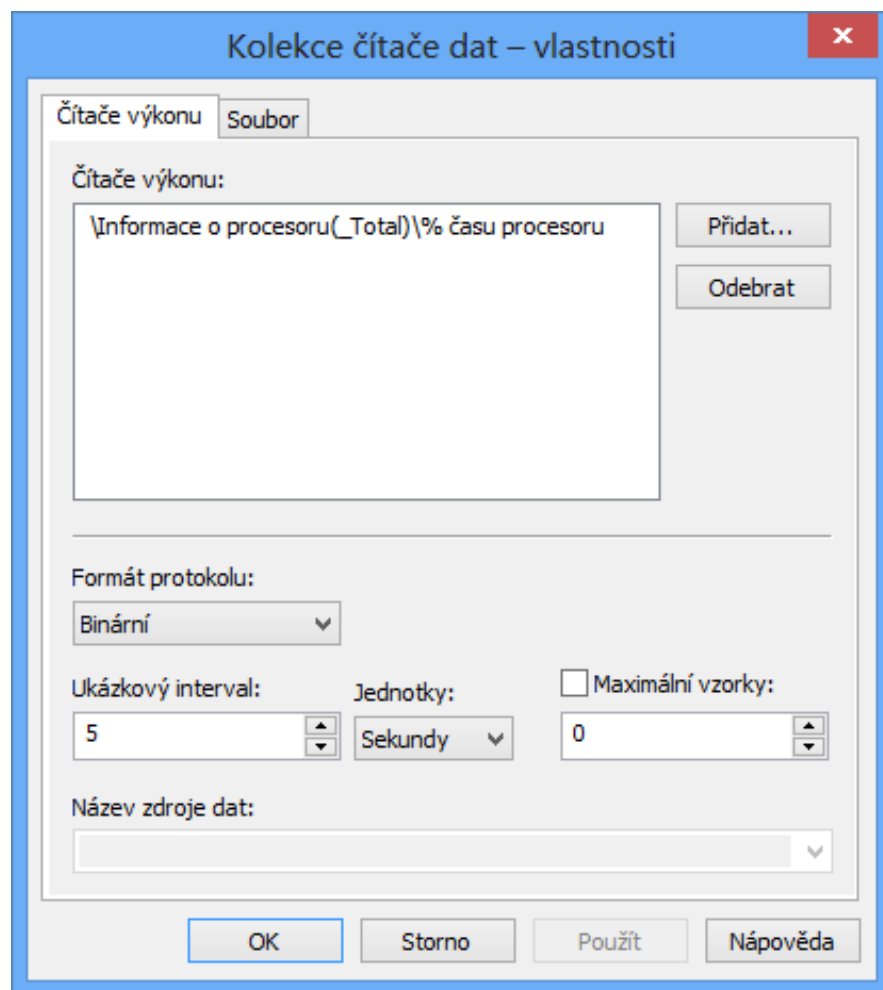 Kolekce čítače dat – vlastnosti
Čítače výkonu
Soubor
Čítače výkonu:
\Informace o procesoru(_Total)\% času procesoru
Přidat...
Odebrat
Formát protokolu:
Binární
Ukázkový interval:
Jednotky:
Maximální vzorky:
5
Sekundy
0
Název zdroje dat:
OK
Storno
Použít
Nápověda